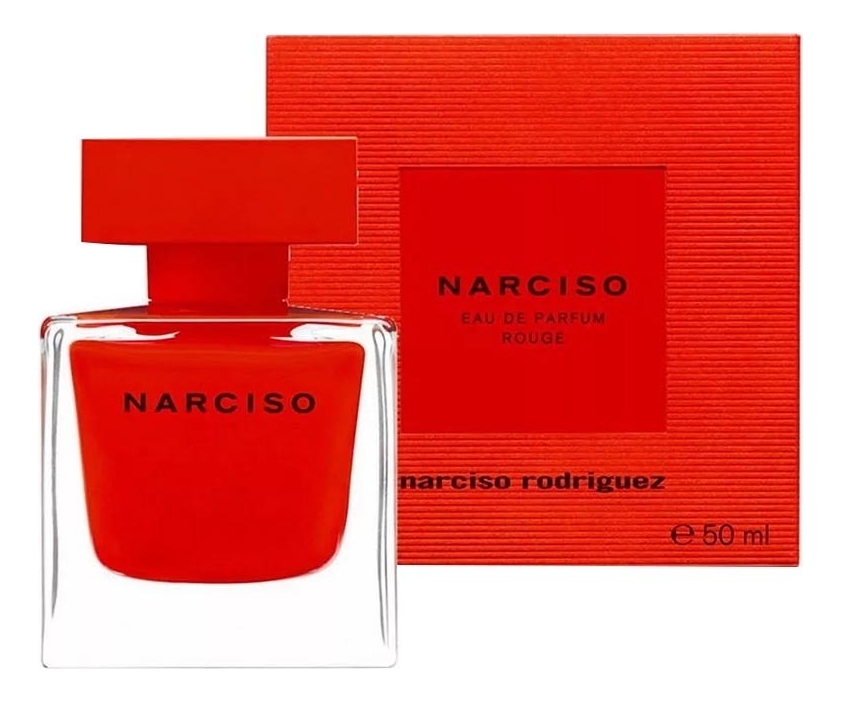 NARCISO
NARCISO
EAU DE PARFUM
ROUGE
narciso rodriguez
℮ 50 ml